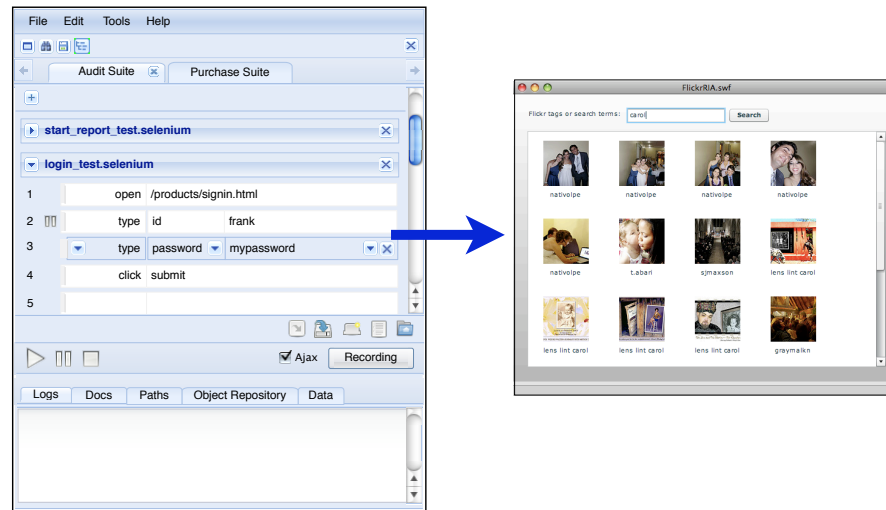 File Edit Tools Help
Audit Suite Purchase Suite
start_report_test.selenium
login_test.selenium
1 open /products/signin.html
2 type id frank
3 type password mypassword
4 click submit
5
Ajax Recording
Logs Docs Paths Object Repository Data
FlickrRIA.swf
Flickr tags or search terms: carol Search
nativolpe nativolpe nativolpe nativolpe
nativolpe t.abari sjmaxson lens lint carol
lens lint carol lens lint carol lens lint carol graymalkn